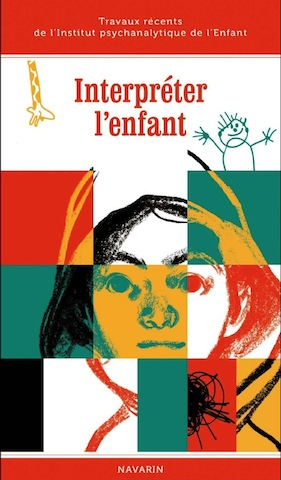 Travaux récents
de l'Institut psychanalytique de l'Enfant
Interpréter
l'enfant
NAVARIN